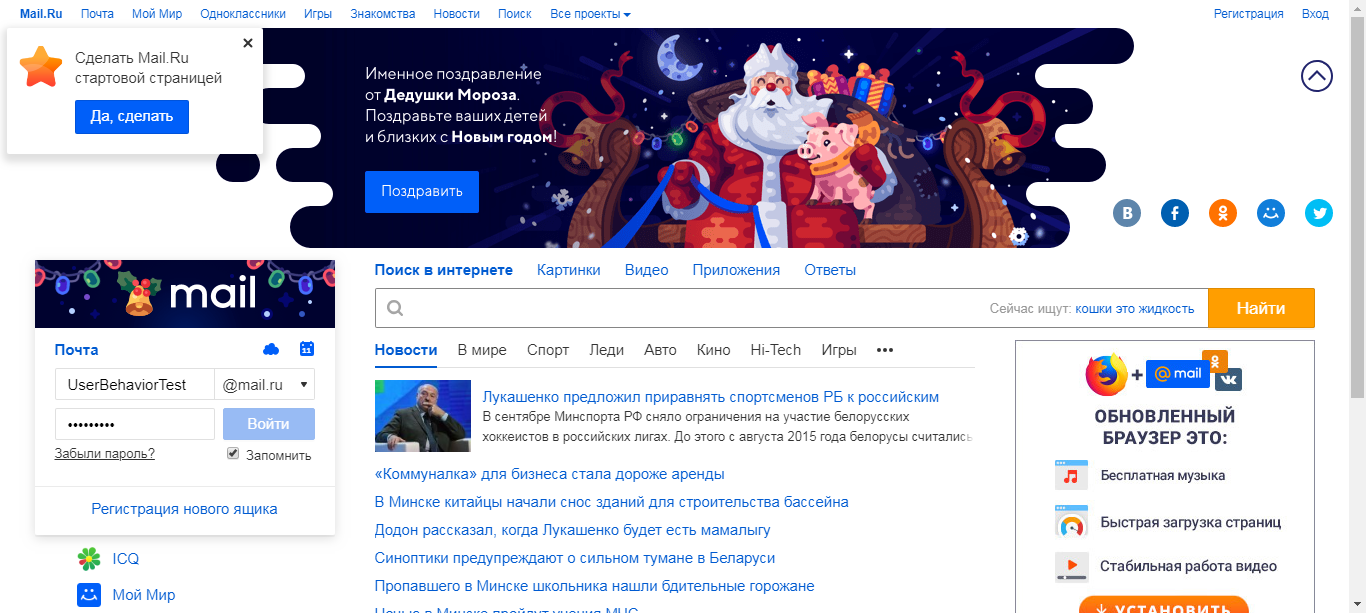 Mail.Ru Почта Мой Мир Одноклассники Игры Знакомства Новости Поиск Все проекты Регистрация Вход
Сделать Mail.Ru
стартовой страницей
Да, сделать
Именное поздравление
от Дедушки Мороза.
Поздравьте ваших детей
и близких с Новым годом!
Поздравить
mail
Почта
11
UserBehaviorTest @mail.ru
Войти
Забыли пароль? Запомнить
Регистрация нового ящика
ICQ
Мой Мир
Поиск в интернете Картинки Видео Приложения Ответы
Сейчас ищут: кошки это жидкость Найти
Новости В мире Спорт Леди Авто Кино Hi-Tech Игры
Лукашенко предложил приравнять спортсменов РБ к российским
В сентябре Минспорта РФ сняло ограничения на участие белорусских
хоккеистов в российских лигах. До этого с августа 2015 года белорусы считались
«Коммуналка» для бизнеса стала дороже аренды
В Минске китайцы начали снос зданий для строительства бассейна
Додон рассказал, когда Лукашенко будет есть мамалыгу
Синоптики предупреждают о сильном тумане в Беларуси
Пропавшего в Минске школьника нашли бдительные горожане
Ночью в Минске пройдут учения МЧС
+ @mail
ОБНОВЛЕННЫЙ
БРАУЗЕР ЭТО:
Бесплатная музыка
Быстрая загрузка страниц
Стабильная работа видео
УСТАНОВИТЬ